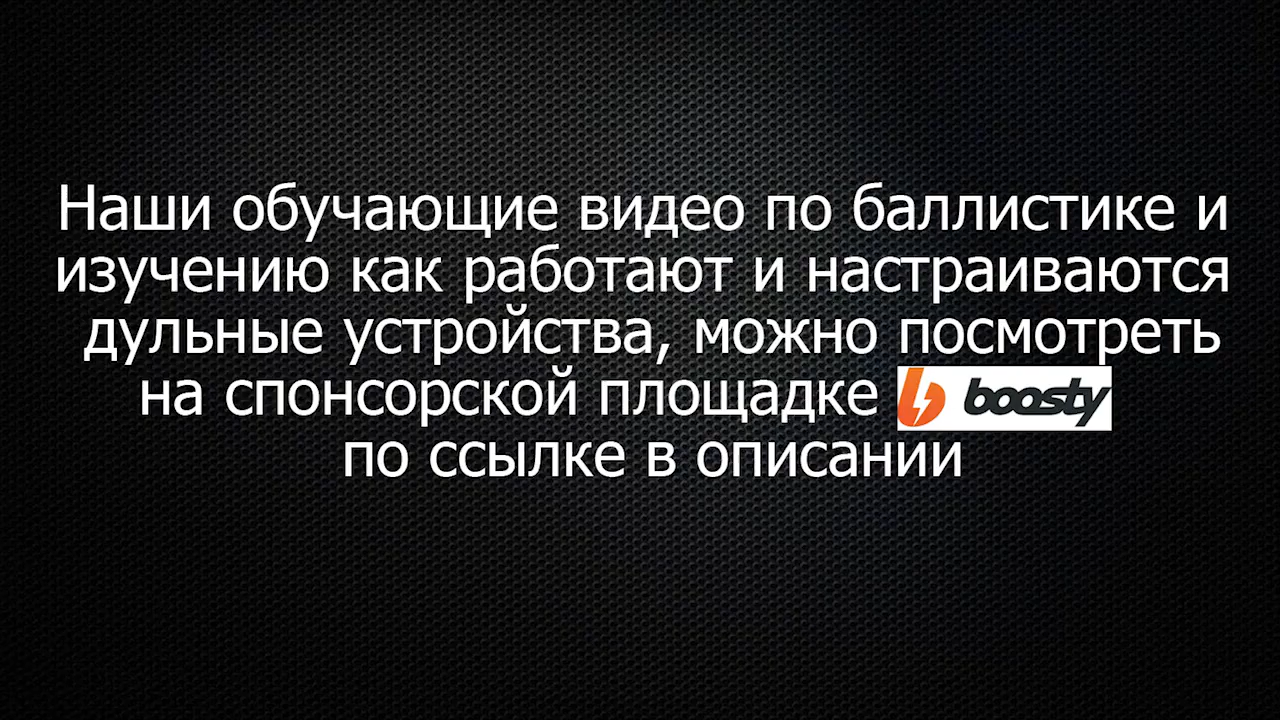 Наши обучающие видео по баллистике и
изучению как работают и настраиваются
дульные устройства, можно посмотреть
на спонсорской площадке boosty
по ссылке в описании